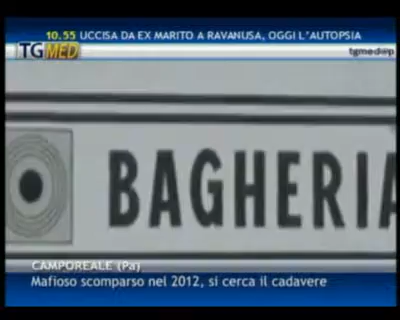 10.55 UCCISA DA EX MARITO A RAVANUSA, OGGI L'AUTOPSIA
TGMED
tgmed@p
BAGHERIA
CAMPOREALE (Pa)
Mafioso scomparso nel 2012, si cerca il cadavere